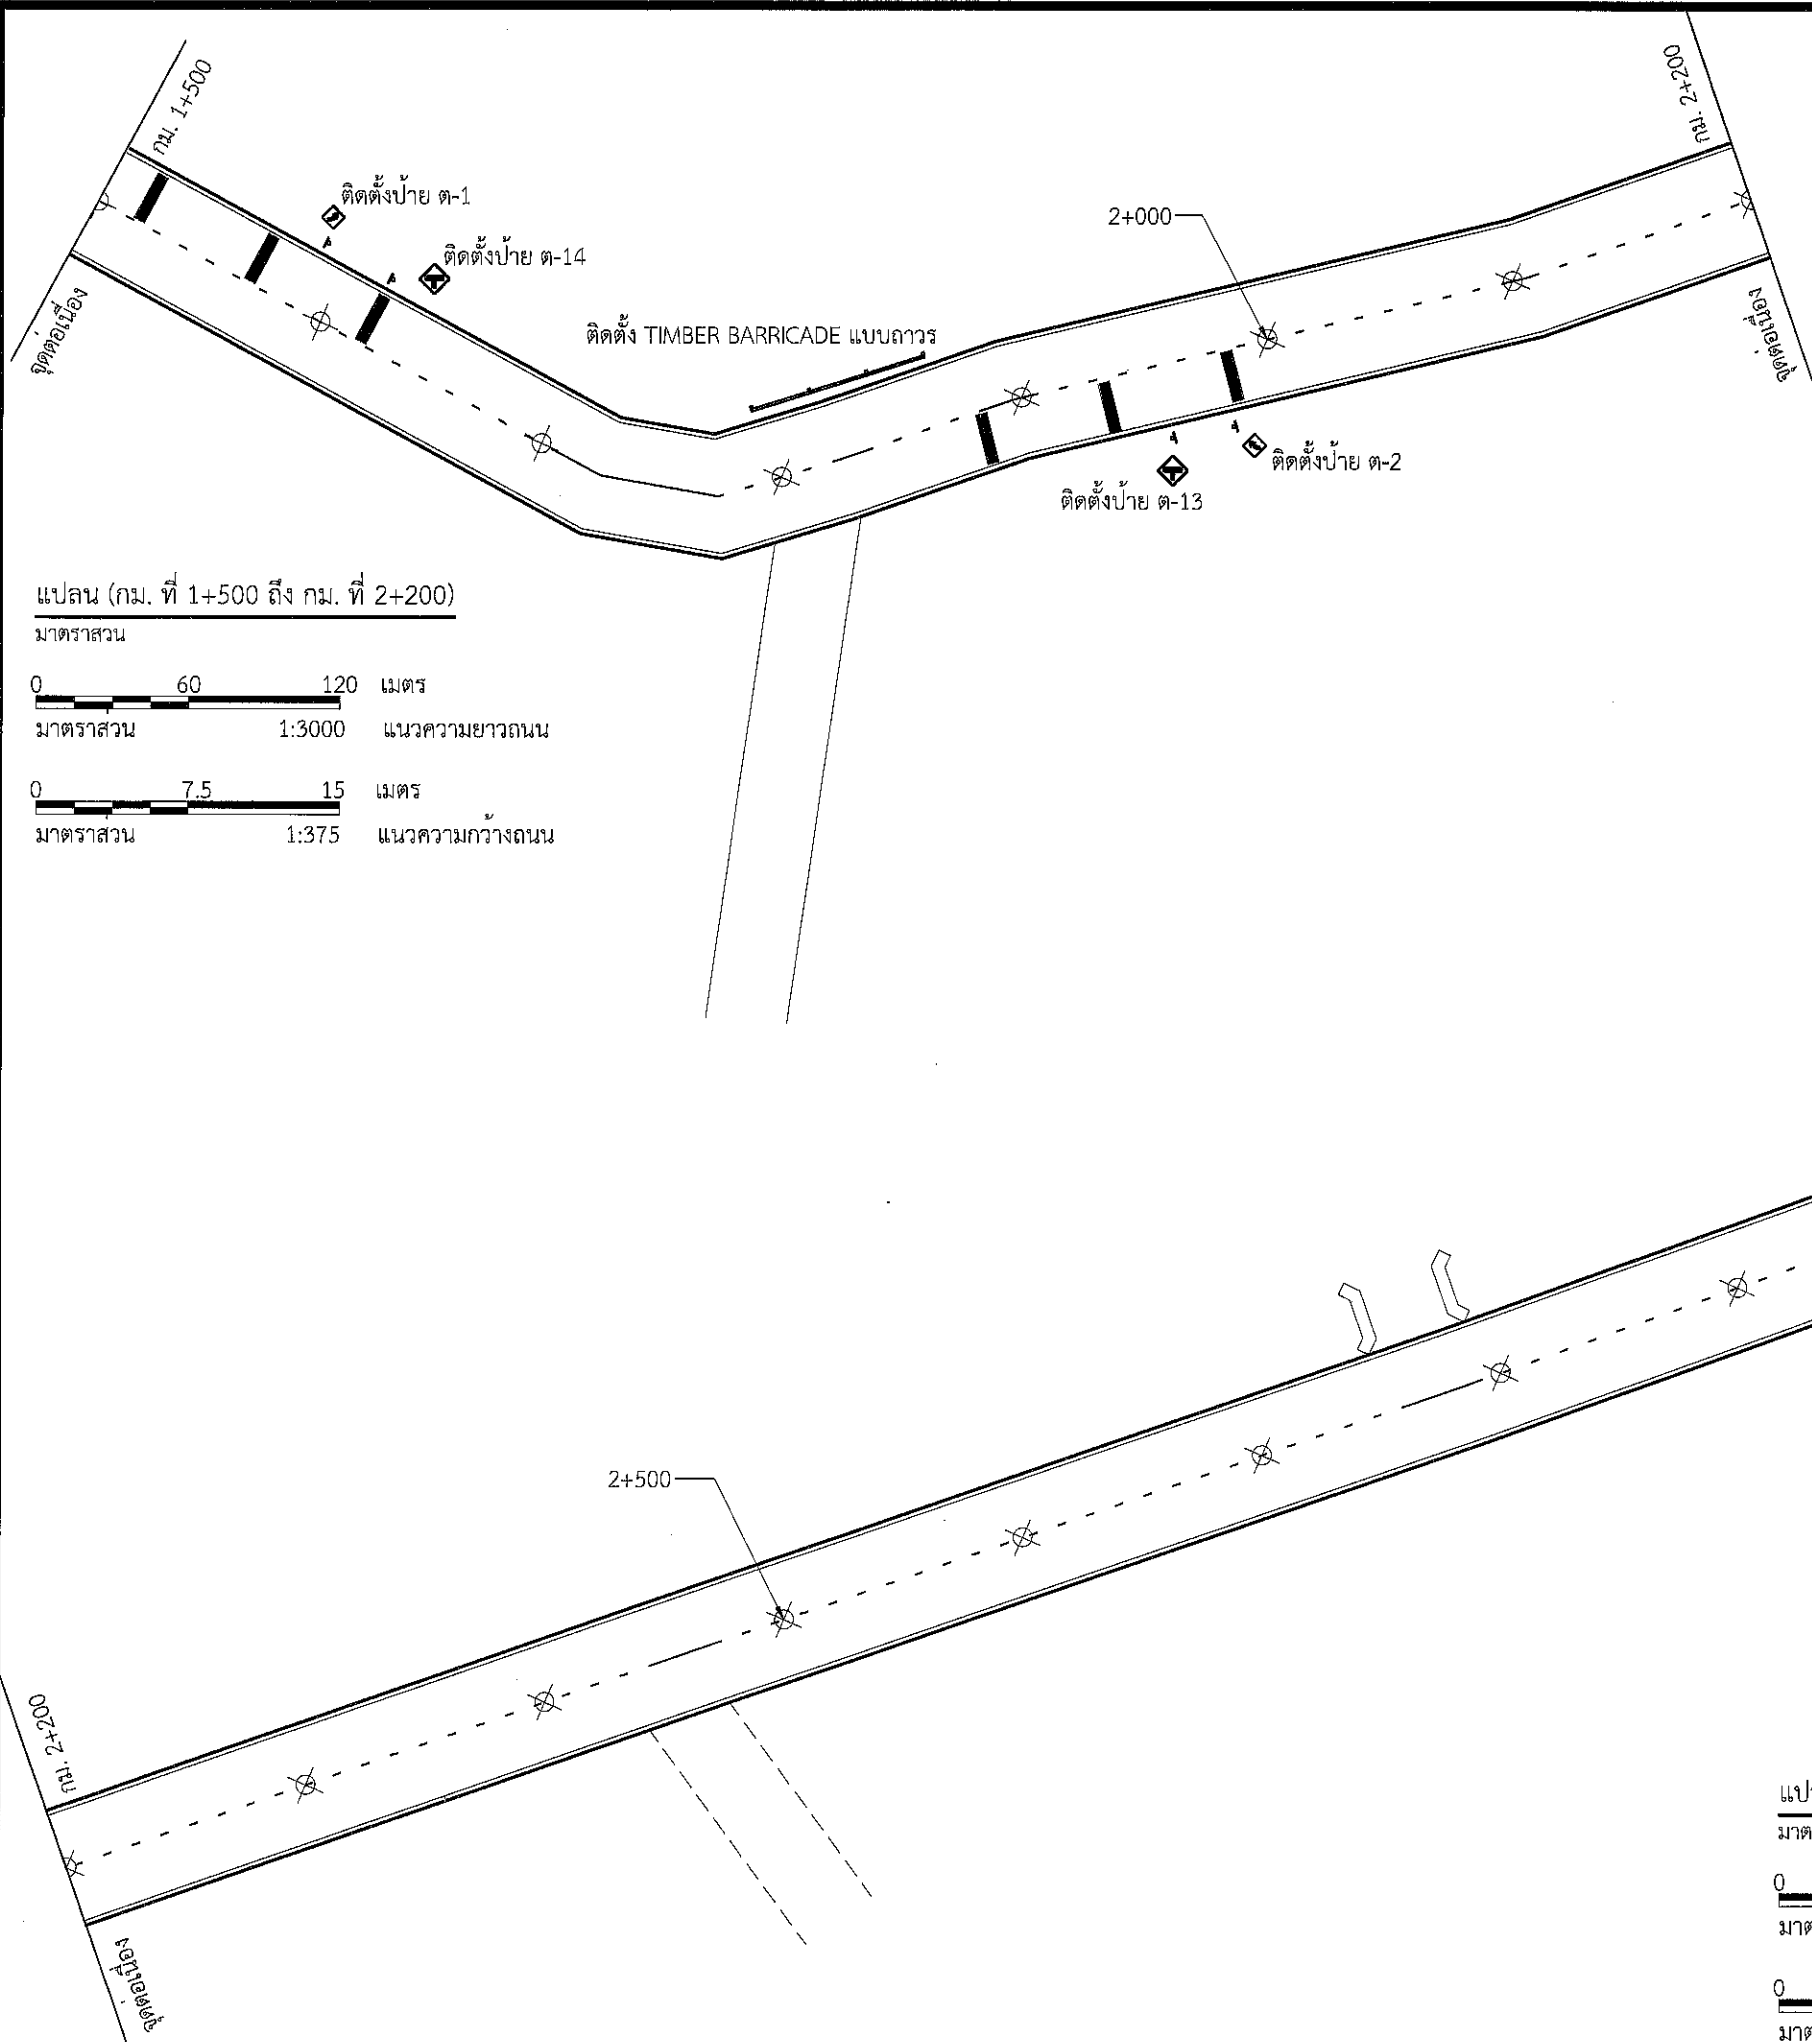 กม. 1+500
กม. 2+200
ติดตั้งป้าย ต-1
ติดตั้งป้าย ต-14
2+000
ติดตั้ง TIMBER BARRICADE แบบถาวร
จุดต่อเนื่อง
จุดต่อเนื่อง
ติดตั้งป้าย ต-2
ติดตั้งป้าย ต-13
แปลน (กม. ที่ 1+500 ถึง กม. ที่ 2+200)
มาตราส่วน
0 60 120 เมตร
มาตราส่วน 1:3000 แนวความยาวถนน
0 7.5 15 เมตร
มาตราส่วน 1:375 แนวความกว้างถนน
2+500
กม. 2+200
จุดต่อเนื่อง
0
0